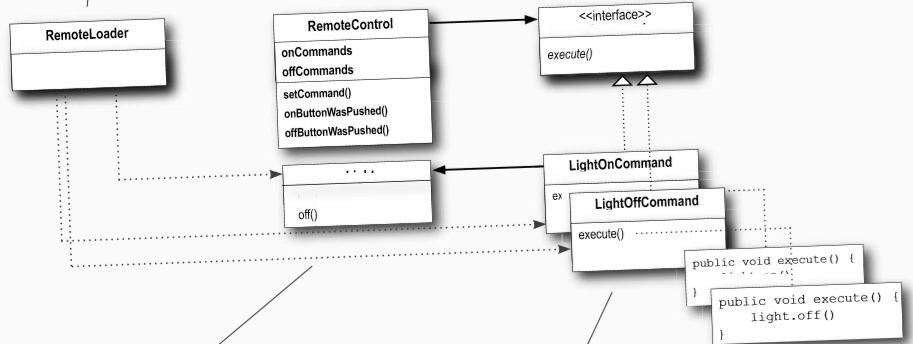 RemoteLoader
RemoteControl
onCommands
offCommands
setCommand()
onButtonWasPushed()
offButtonWasPushed()
<<interface>>
execute()
off()
LightOnCommand
ex
LightOffCommand
execute()
public void execute() {
}
public void execute() {
light.off()
}